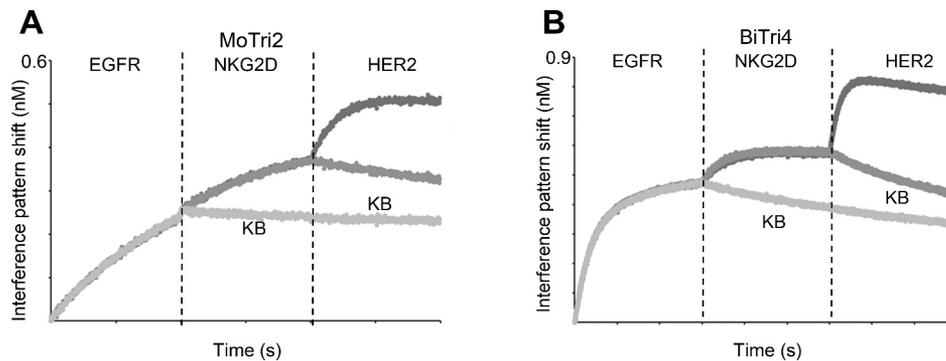 A
MoTri2
0.6
EGFR
NKG2D
HER2
KB
KB
Interference pattern shift (nM)
Time (s)
B
BiTri4
0.9
EGFR
NKG2D
HER2
KB
KB
Interference pattern shift (nM)
Time (s)